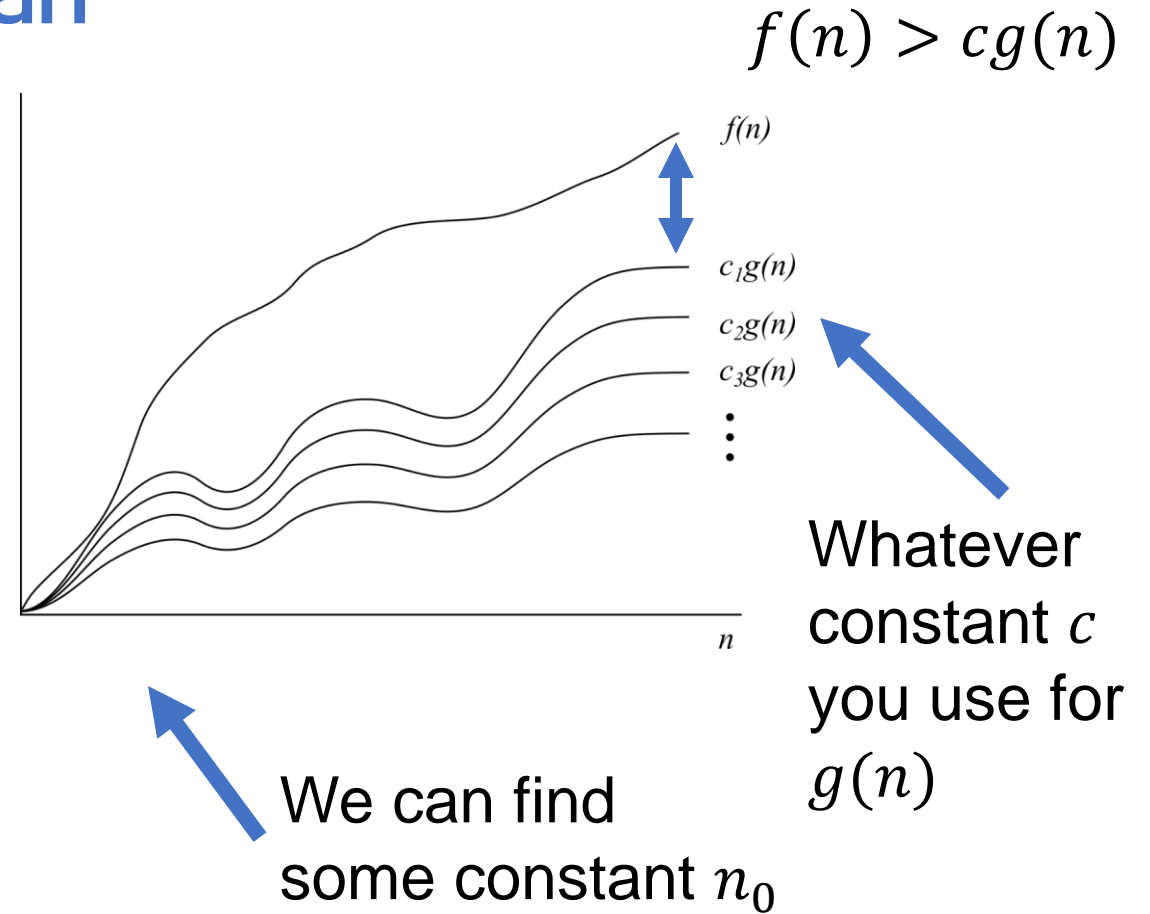 f(n) > cg(n)
f(n)
c₁g(n)
c₂g(n)
c₃g(n)
⋮
n
Whatever
constant c
you use for
g(n)
We can find
some constant n₀